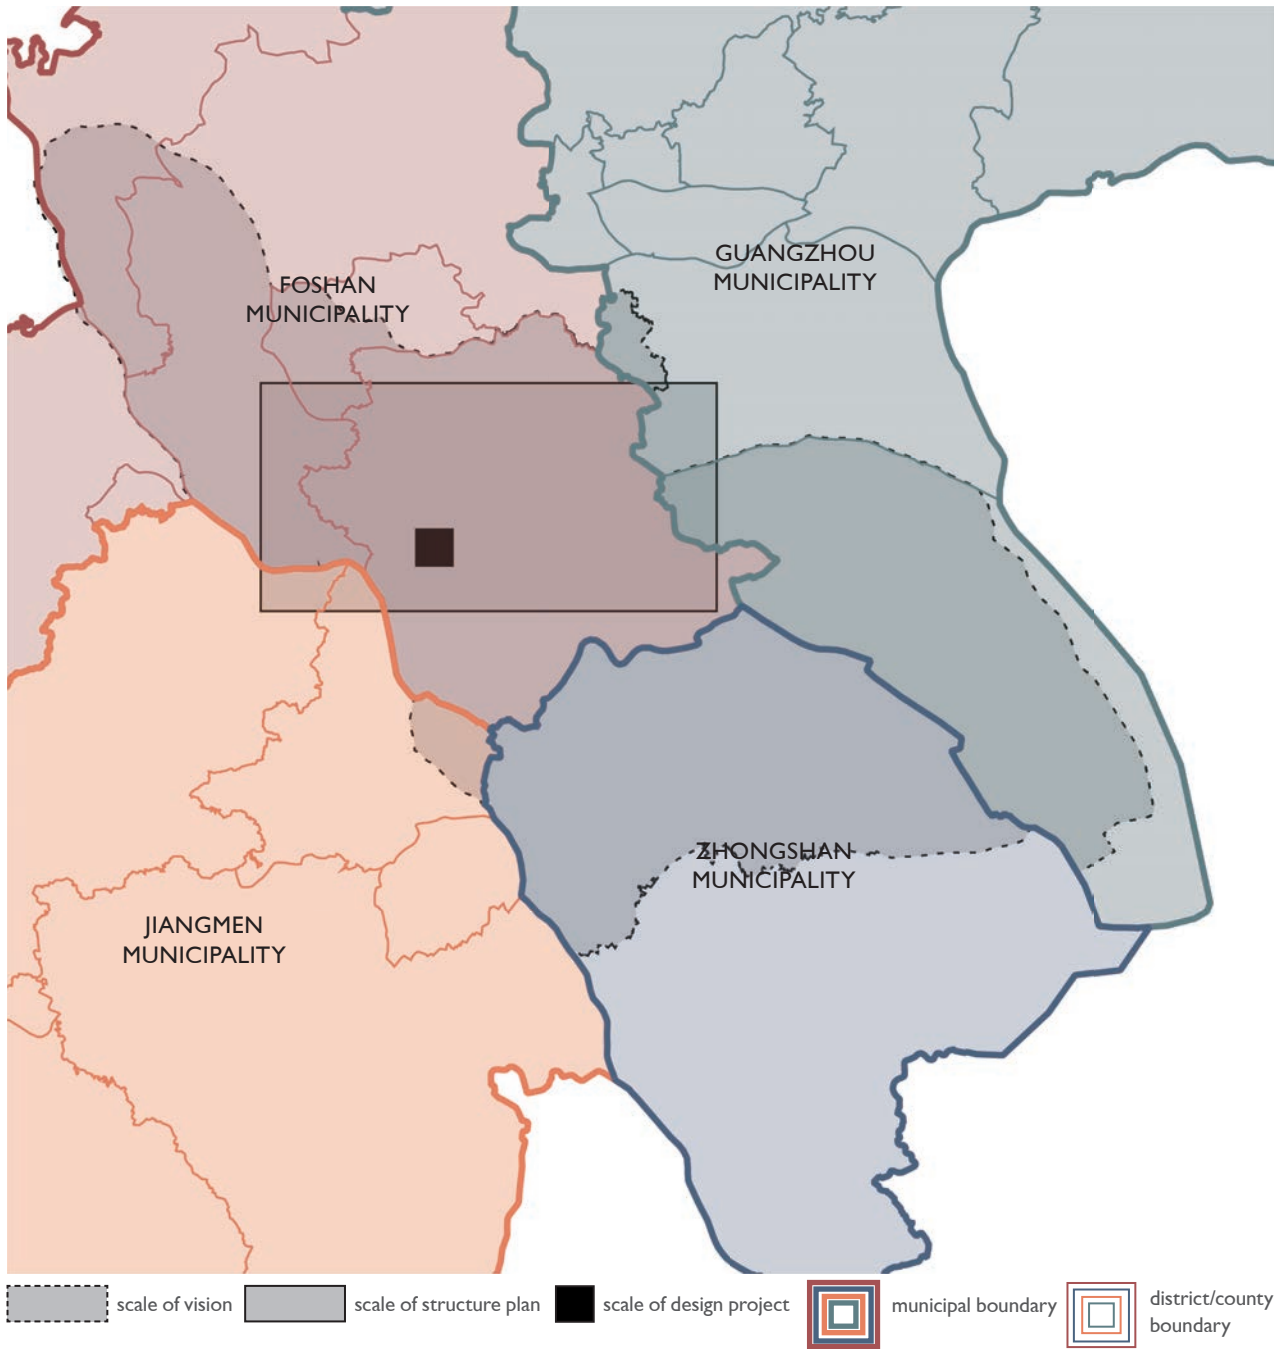 GUANGZHOU
MUNICIPALITY
FOSHAN
MUNICIPALITY
ZHONGSHAN
MUNICIPALITY
JIANGMEN
MUNICIPALITY
scale of vision
scale of structure plan
scale of design project
municipal boundary
district/county
boundary